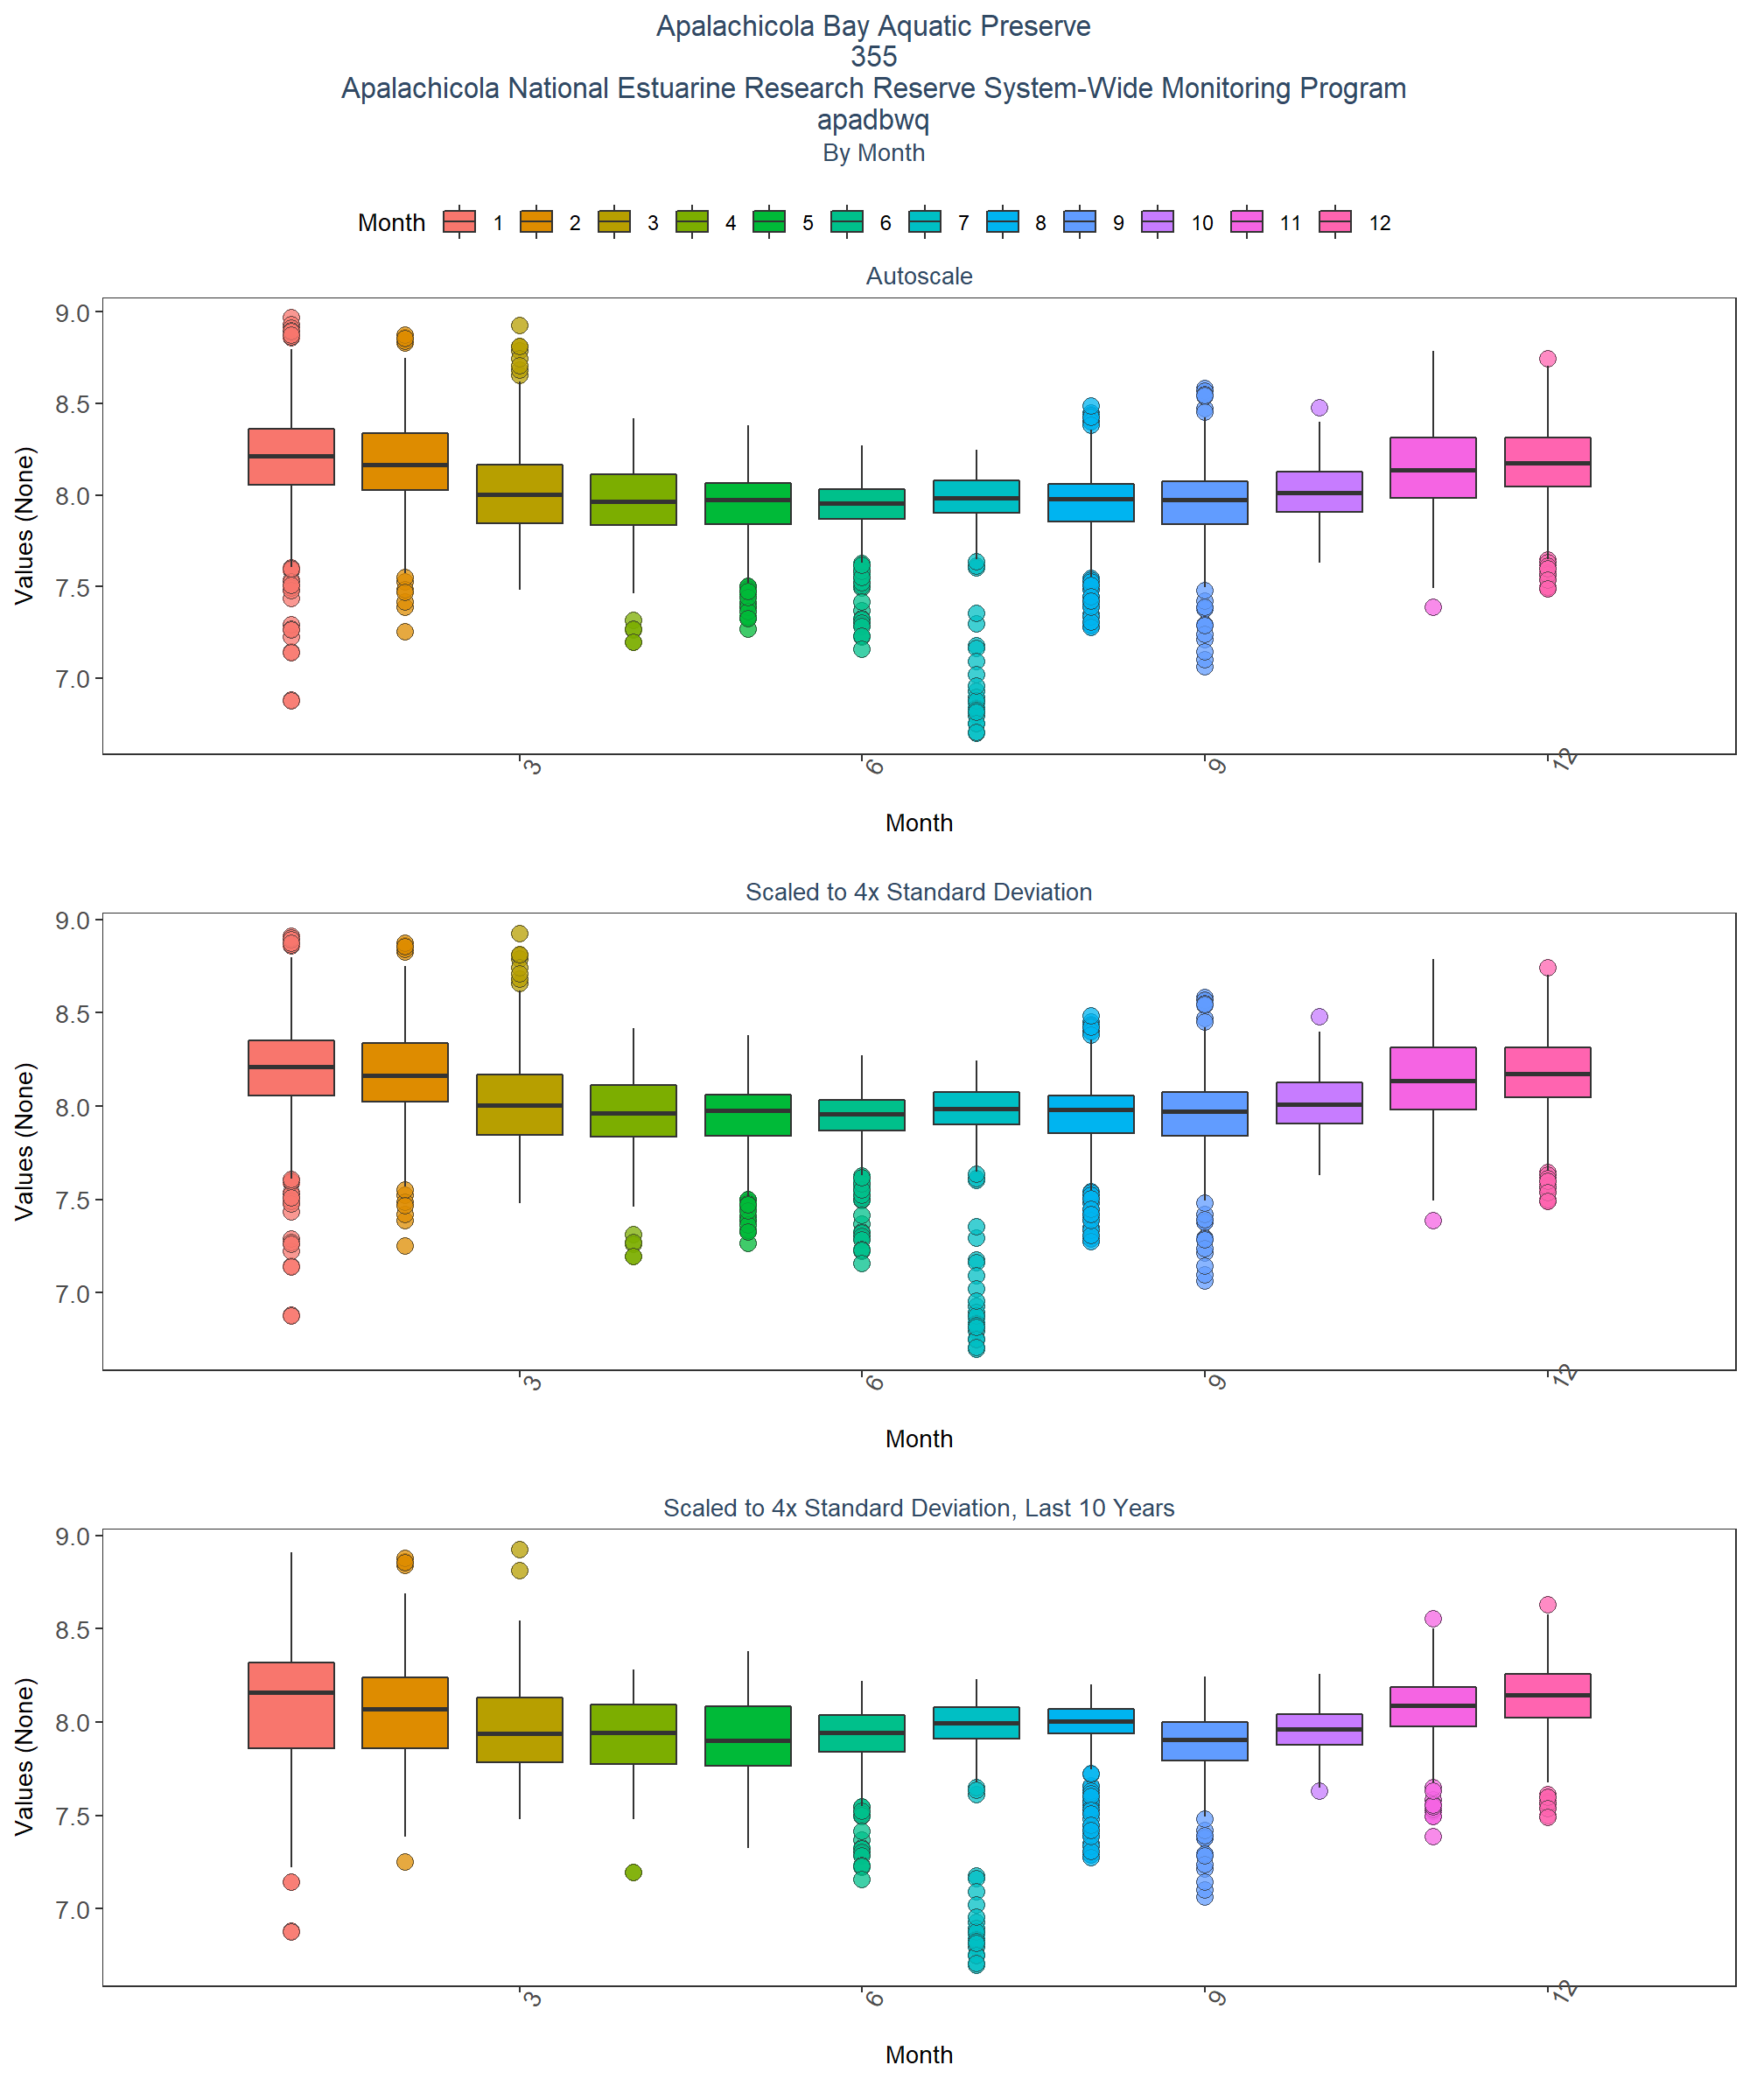 Apalachicola Bay Aquatic Preserve
355
Apalachicola National Estuarine Research Reserve System-Wide Monitoring Program
apadbwq
By Month
Month 1 2 3 4 5 6 7 8 9 10 11 12
Autoscale
Values (None)
9.0
8.5
8.0
7.5
7.0
3 6 9 12
Month
Scaled to 4x Standard Deviation
Values (None)
9.0
8.5
8.0
7.5
7.0
3 6 9 12
Month
Scaled to 4x Standard Deviation, Last 10 Years
Values (None)
9.0
8.5
8.0
7.5
7.0
3 6 9 12
Month